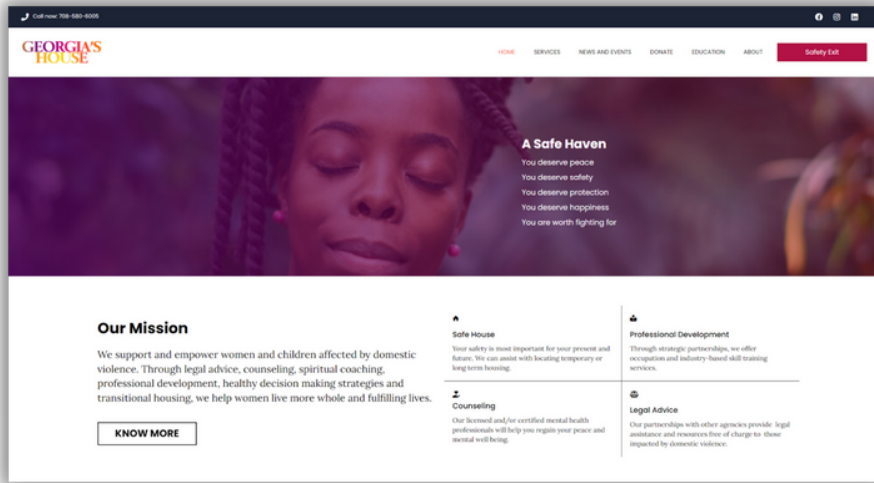 Call now: 708-580-6005
GEORGIA'S
HOUSE
HOME SERVICES NEWS AND EVENTS DONATE EDUCATION ABOUT Safety Exit
A Safe Haven
You deserve peace
You deserve safety
You deserve protection
You deserve happiness
You are worth fighting for
Our Mission
We support and empower women and children affected by domestic
violence. Through legal advice, counseling, spiritual coaching,
professional development, healthy decision making strategies and
transitional housing, we help women live more whole and fulfilling lives.
KNOW MORE
Safe House
Your safety is most important for your present and
future. We can assist with locating temporary or
long term housing.
Professional Development
Through strategic partnerships, we offer
occupation and industry-based skill training
services.
Counseling
Our licensed and/or certified mental health
professionals will help you regain your peace and
mental well being.
Legal Advice
Our partnerships with other agencies provide legal
assistance and resources free of charge to those
impacted by domestic violence.